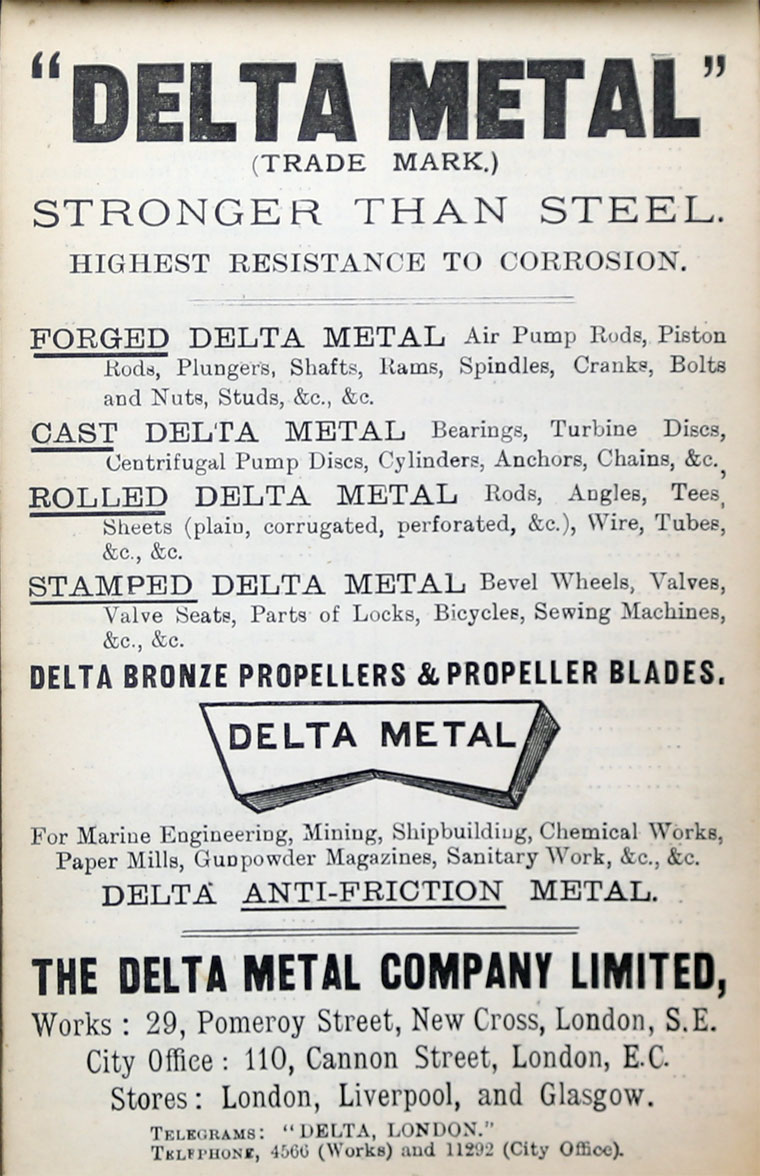 "DELTA METAL"
(TRADE MARK.)
STRONGER THAN STEEL.
HIGHEST RESISTANCE TO CORROSION.
FORGED DELTA METAL Air Pump Rods, Piston
Rods, Plungers, Shafts, Rams, Spindles, Cranks, Bolts
and Nuts, Studs, &c., &c.
CAST DELTA METAL Bearings, Turbine Discs,
Centrifugal Pump Discs, Cylinders, Anchors, Chains, &c.,
ROLLED DELTA METAL Rods, Angles, Tees,
Sheets (plain, corrugated, perforated, &c.), Wire, Tubes,
&c., &c.
STAMPED DELTA METAL Bevel Wheels, Valves,
Valve Seats, Parts of Locks, Bicycles, Sewing Machines,
&c., &c.
DELTA BRONZE PROPELLERS & PROPELLER BLADES.
DELTA METAL
For Marine Engineering, Mining, Shipbuilding, Chemical Works,
Paper Mills, Gunpowder Magazines, Sanitary Work, &c., &c.
DELTA ANTI-FRICTION METAL.
THE DELTA METAL COMPANY LIMITED,
Works: 29, Pomeroy Street, New Cross, London, S.E.
City Office: 110, Cannon Street, London, E.C.
Stores: London, Liverpool, and Glasgow.
TELEGRAMS: "DELTA, LONDON."
TELEPHONE, 4566 (Works) and 11292 (City Office).